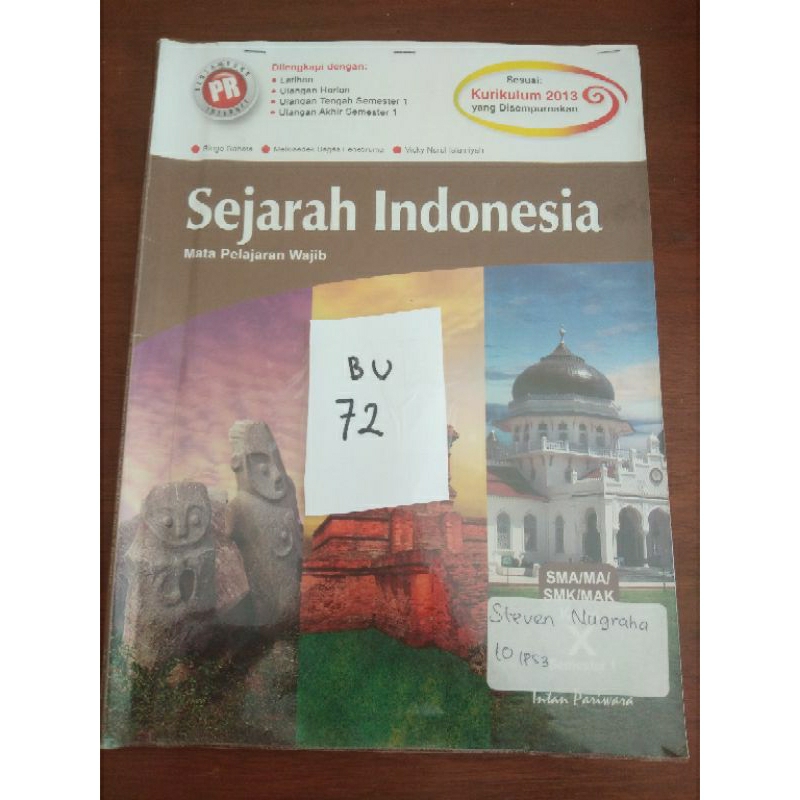 PR
Dilengkapi dengan:
• Latihan
• Ulangan Harian
• Ulangan Tengah Semester 1
• Ulangan Akhir Semester 1
Sesuai:
Kurikulum 2013
yang Disempurnakan
Sejarah Indonesia
Mata Pelajaran Wajib
BU
72
SMA/MA/
SMK/MAK
Steven Nugraha
X
10 IPS3
Intan Pariwara